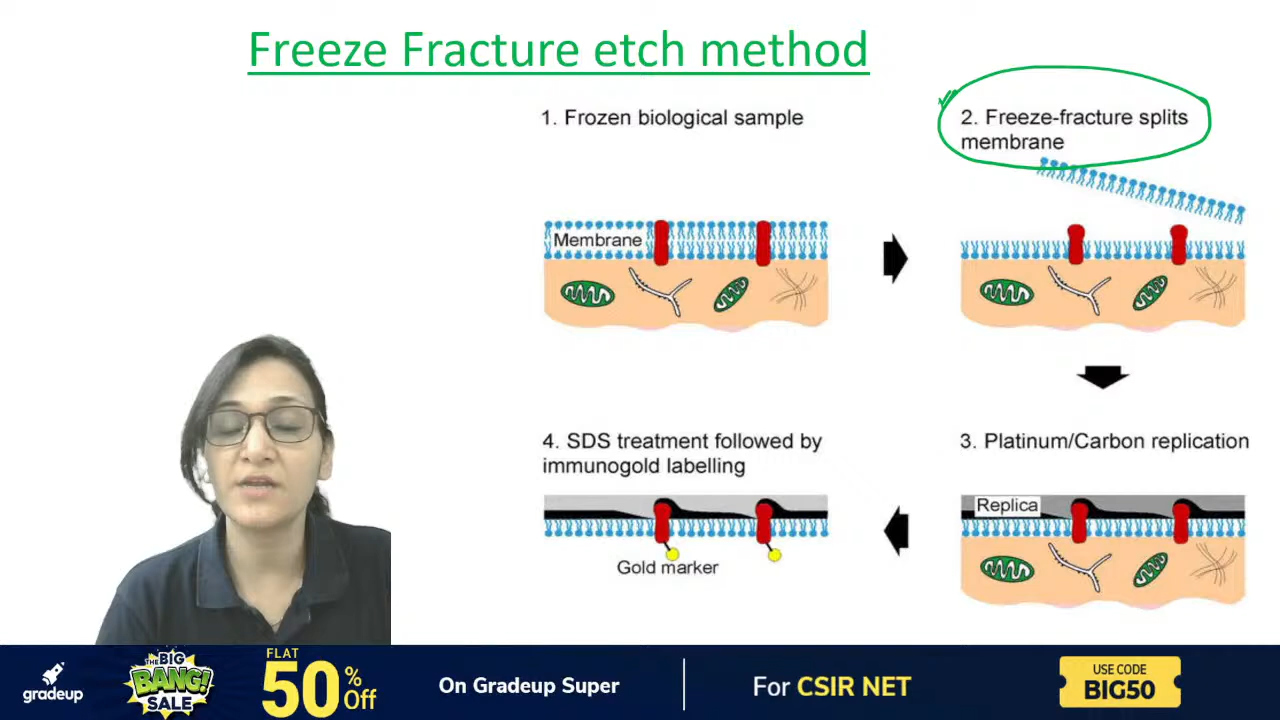 Freeze Fracture etch method
1. Frozen biological sample
2. Freeze-fracture splits
membrane
Membrane
4. SDS treatment followed by
immunogold labelling
3. Platinum/Carbon replication
Replica
Gold marker
gradeup
THE BIG
BANG!
SALE
FLAT
50% Off
On Gradeup Super
For CSIR NET
USE CODE
BIG50